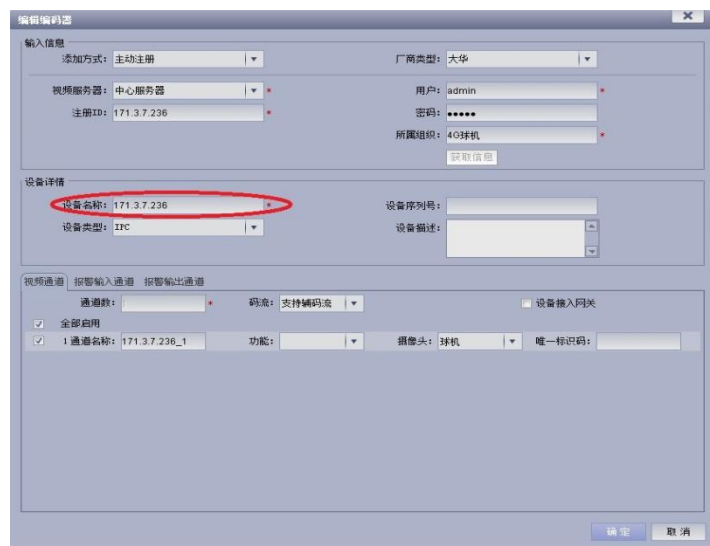 编辑编码器
输入信息
添加方式: 主动注册 厂商类型: 大华
视频服务器: 中心服务器 * 用户: admin *
注册ID: 171.3.7.236 * 密码: ●●●●●
所属组织: 4G球机 *
获取信息
设备详情
设备名称: 171.3.7.236 * 设备序列号:
设备类型: IPC 设备描述:
视频通道 报警输入通道 报警输出通道
通道数: * 码流: 支持辅码流 设备接入网关
全部启用
1 通道名称: 171.3.7.236_1 功能: 摄像头: 球机 唯一标识码:
确定 取消